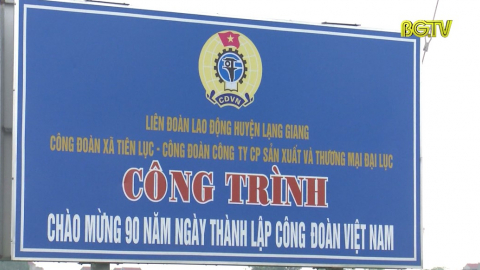 BGTV
CDVN
LIÊN ĐOÀN LAO ĐỘNG HUYỆN LẠNG GIANG
CÔNG ĐOÀN XÃ TIÊN LỤC - CÔNG ĐOÀN CÔNG TY CP SẢN XUẤT VÀ THƯƠNG MẠI ĐẠI LỤC
CÔNG TRÌNH
CHÀO MỪNG 90 NĂM NGÀY THÀNH LẬP CÔNG ĐOÀN VIỆT NAM